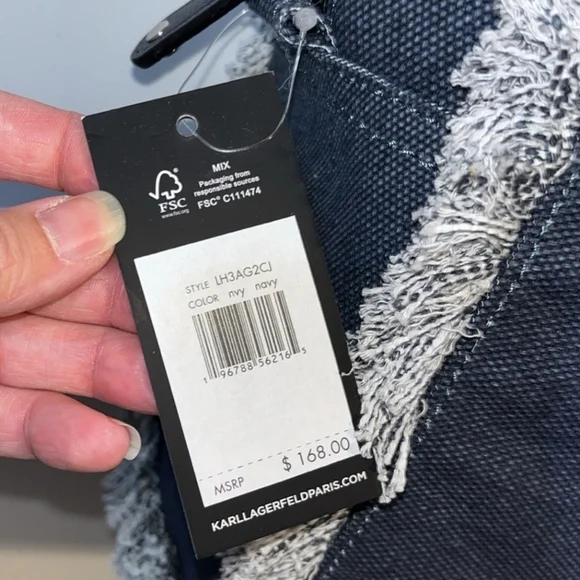 MIX
Packaging from
responsible sources
FSC® C111474
FSC
www.fsc.org
STYLE LH3AG2CJ
COLOR nvy navy
1 96788 56216 5
$ 168.00
MSRP
KARLLAGERFELDPARIS.COM